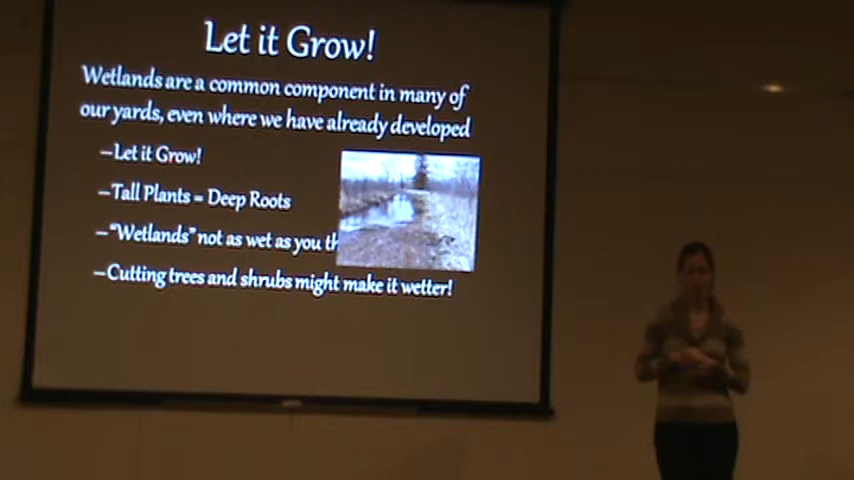 Let it Grow!
Wetlands are a common component in many of
our yards, even where we have already developed
–Let it Grow!
–Tall Plants = Deep Roots
–"Wetlands" not as wet as you
–Cutting trees and shrubs might make it wetter!